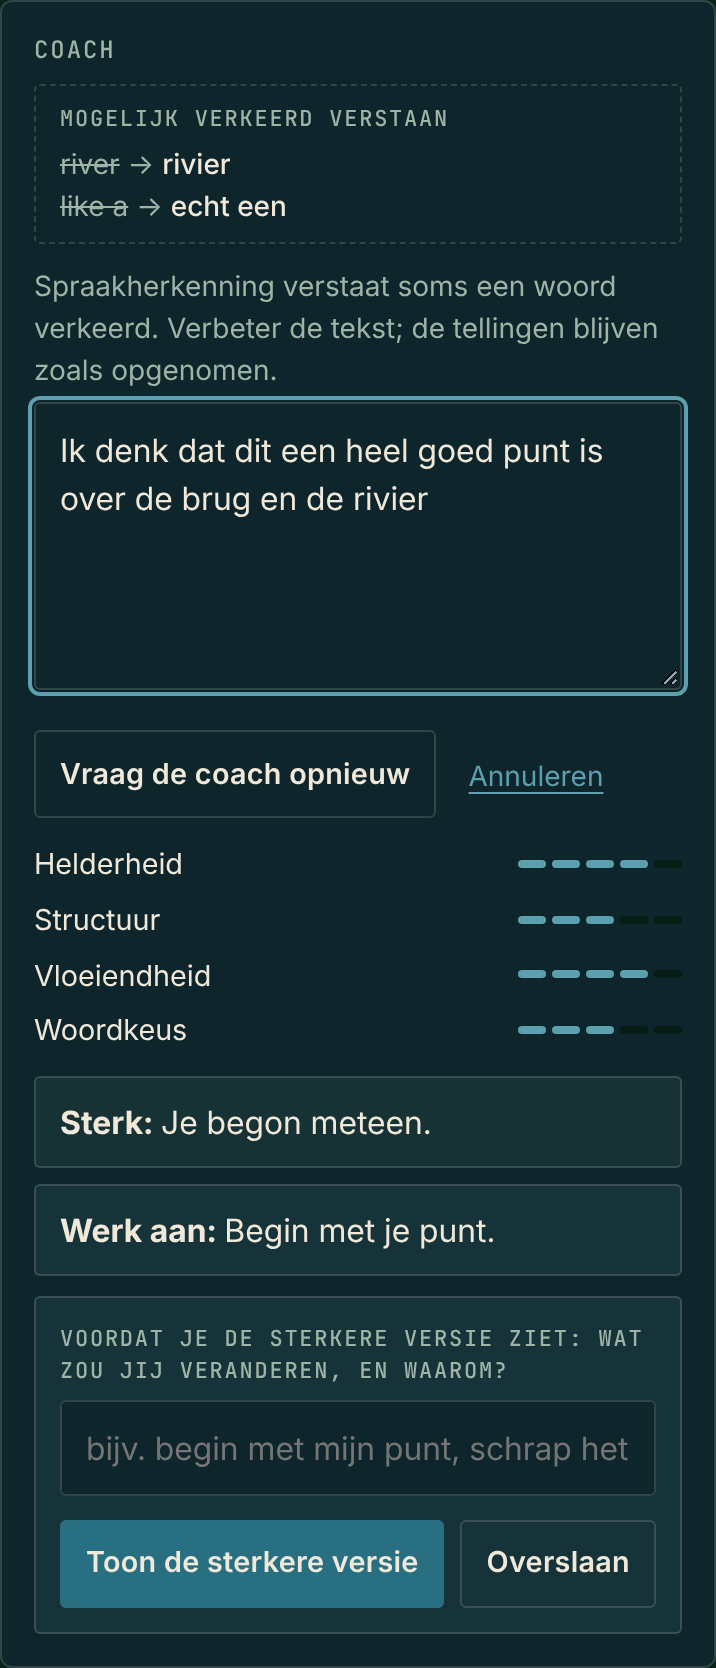 COACH
MOGELIJK VERKEERD VERSTAAN
river → rivier
like a → echt een
Spraakherkenning verstaat soms een woord
verkeerd. Verbeter de tekst; de tellingen blijven
zoals opgenomen.
Ik denk dat dit een heel goed punt is
over de brug en de rivier
Vraag de coach opnieuw Annuleren
Helderheid
Structuur
Vloeiendheid
Woordkeus
Sterk: Je begon meteen.
Werk aan: Begin met je punt.
VOORDAT JE DE STERKERE VERSIE ZIET: WAT
ZOU JIJ VERANDEREN, EN WAAROM?
bijv. begin met mijn punt, schrap het
Toon de sterkere versie Overslaan